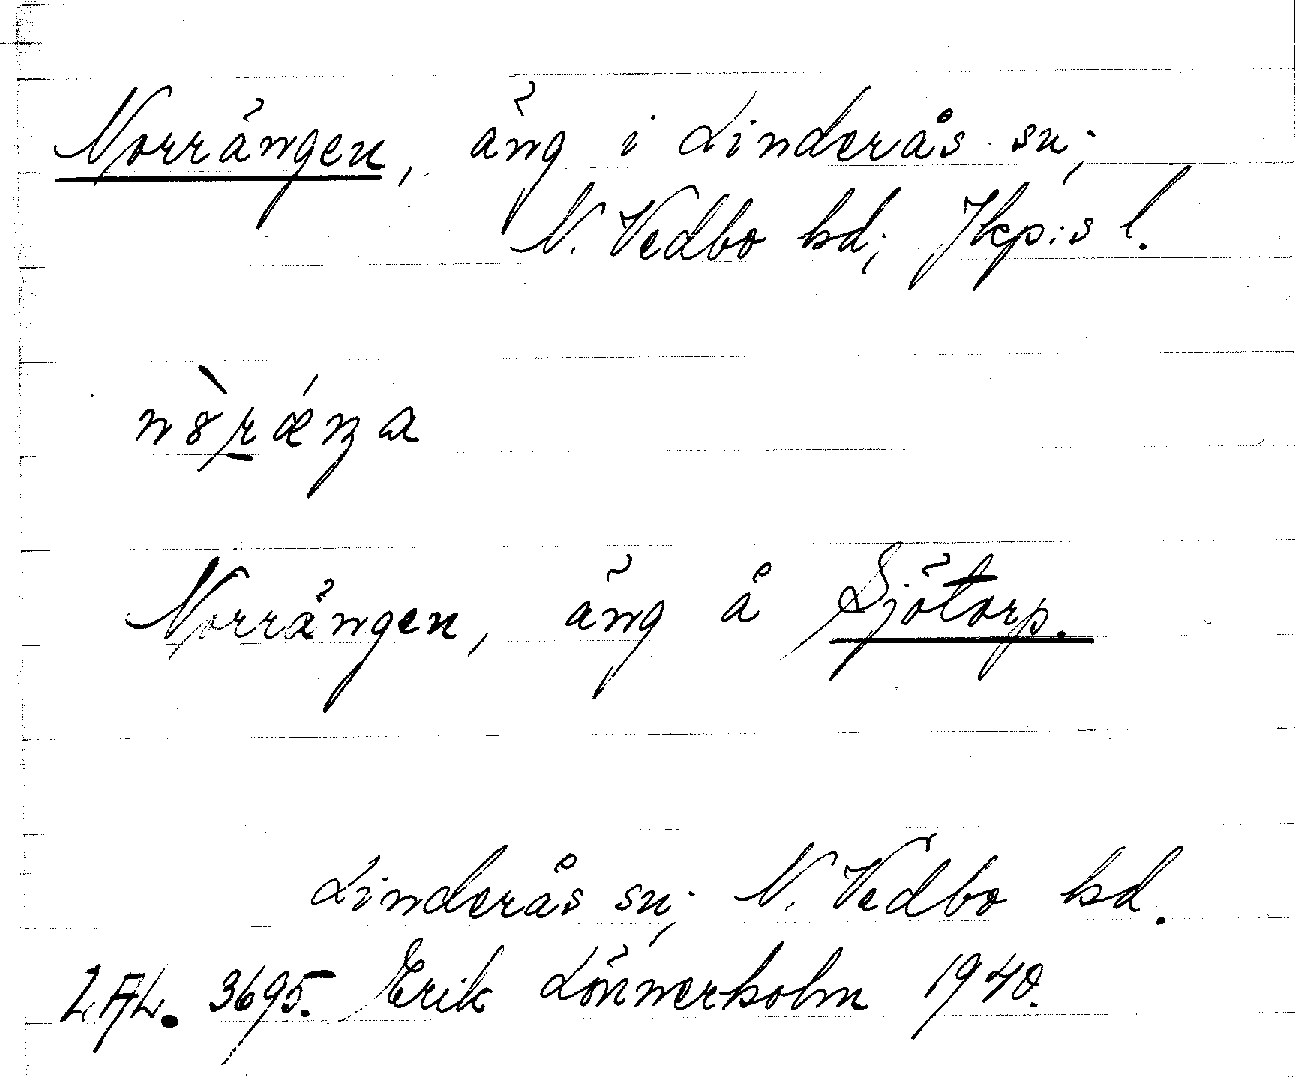 Norrängen, äng i Linderås sn;
N. Vedbo hd; Jkp:s l.
Norrängen, äng å Sjötorp.
Linderås sn; N. Vedbo hd.
LAL. 3695. Erik Lönnerholm 1940.